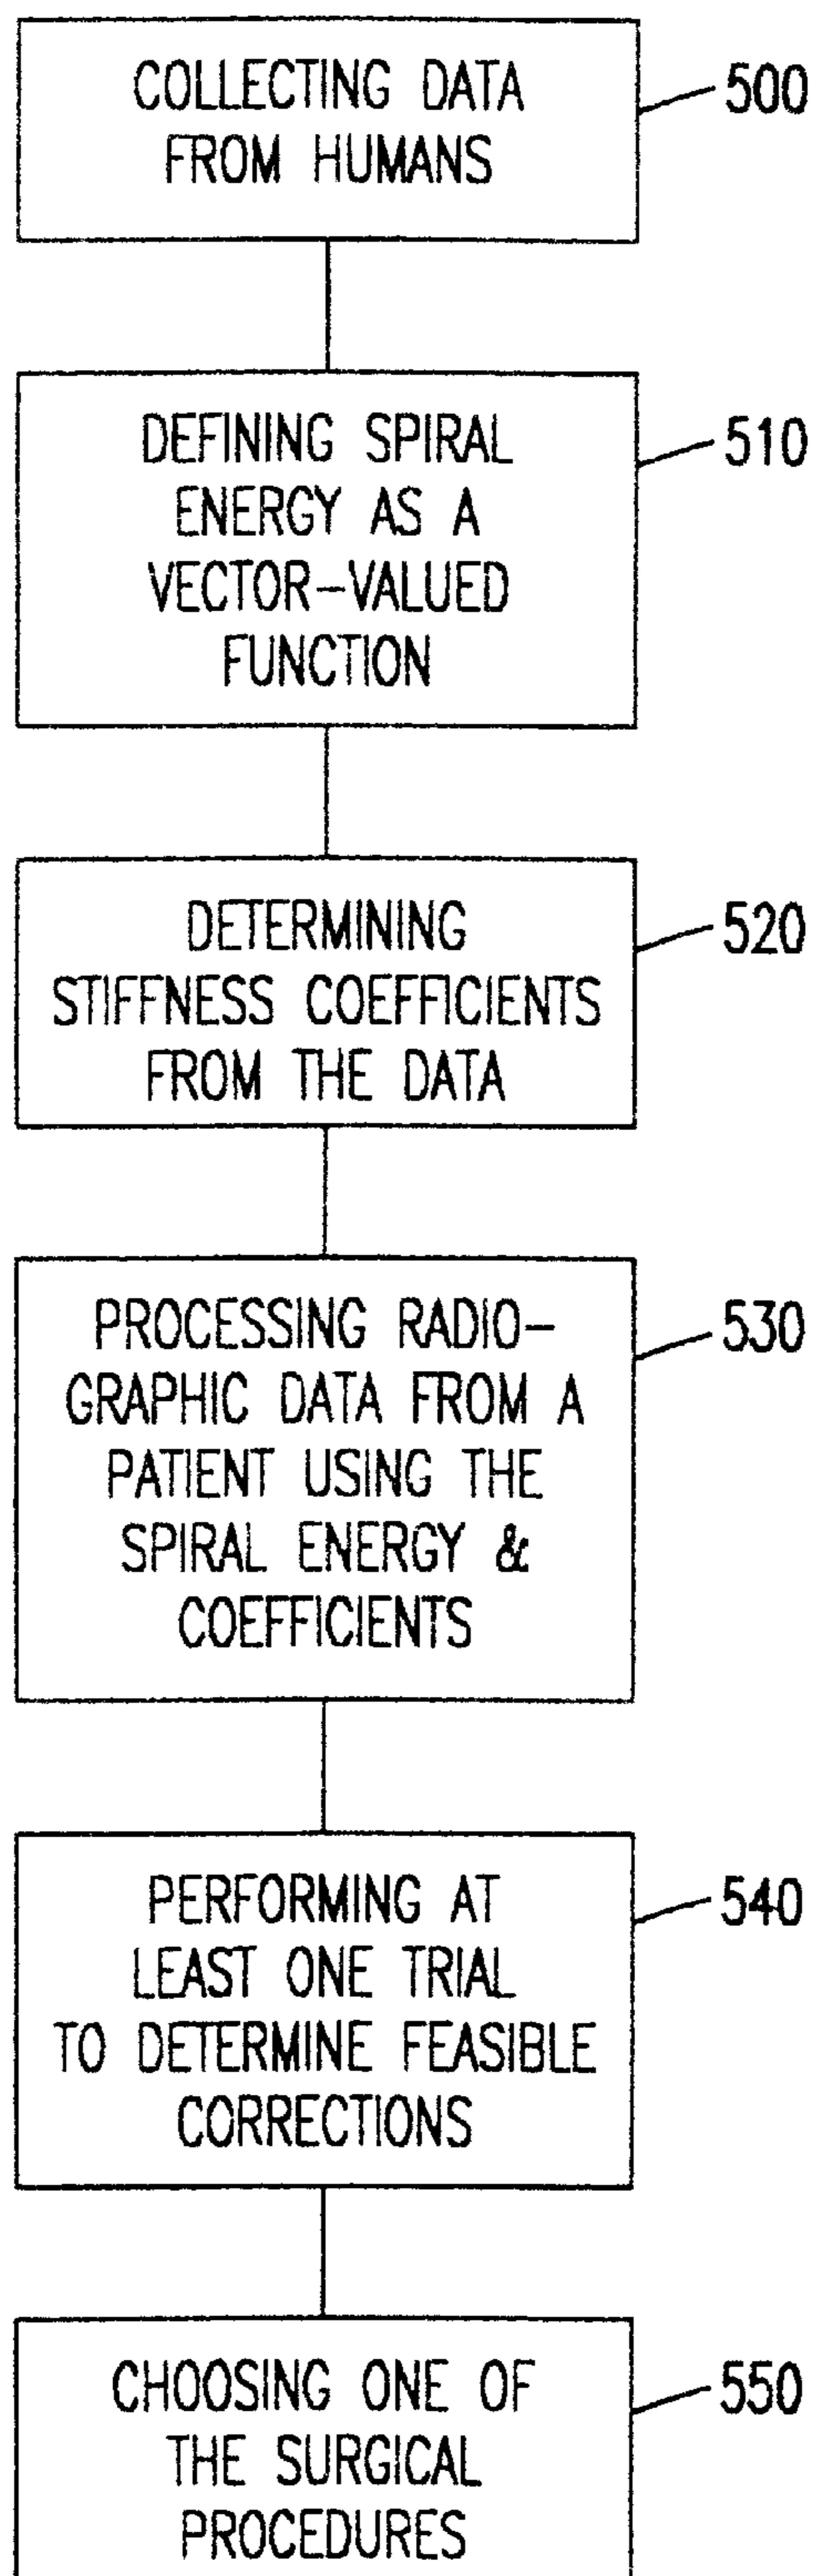 COLLECTING DATA
FROM HUMANS
500
DEFINING SPIRAL
ENERGY AS A
VECTOR-VALUED
FUNCTION
510
DETERMINING
STIFFNESS COEFFICIENTS
FROM THE DATA
520
PROCESSING RADIO-
GRAPHIC DATA FROM A
PATIENT USING THE
SPIRAL ENERGY &
COEFFICIENTS
530
PERFORMING AT
LEAST ONE TRIAL
TO DETERMINE FEASIBLE
CORRECTIONS
540
CHOOSING ONE OF
THE SURGICAL
PROCEDURES
550